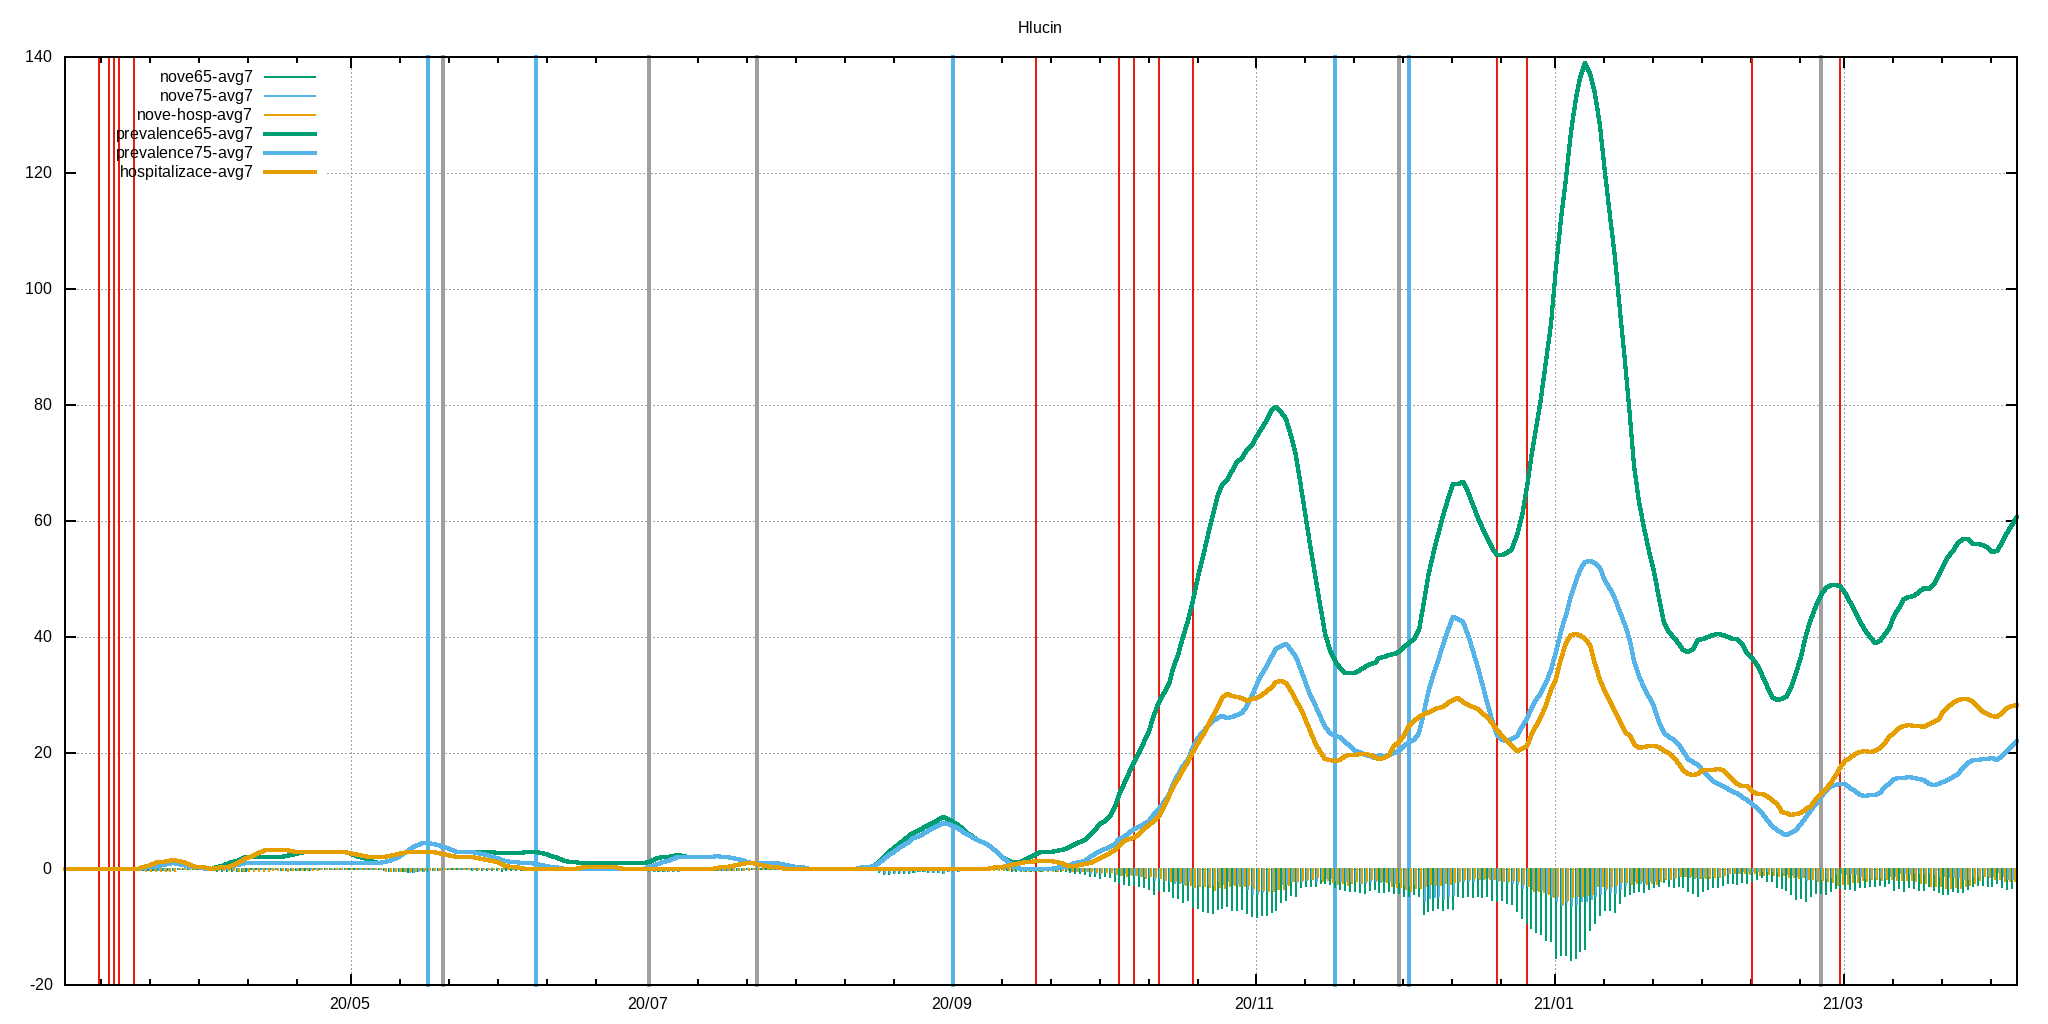 Hlucin
nove65-avg7
nove75-avg7
nove-hosp-avg7
prevalence65-avg7
prevalence75-avg7
hospitalizace-avg7
140
120
100
80
60
40
20
0
-20
20/05 20/07 20/09 20/11 21/01 21/03